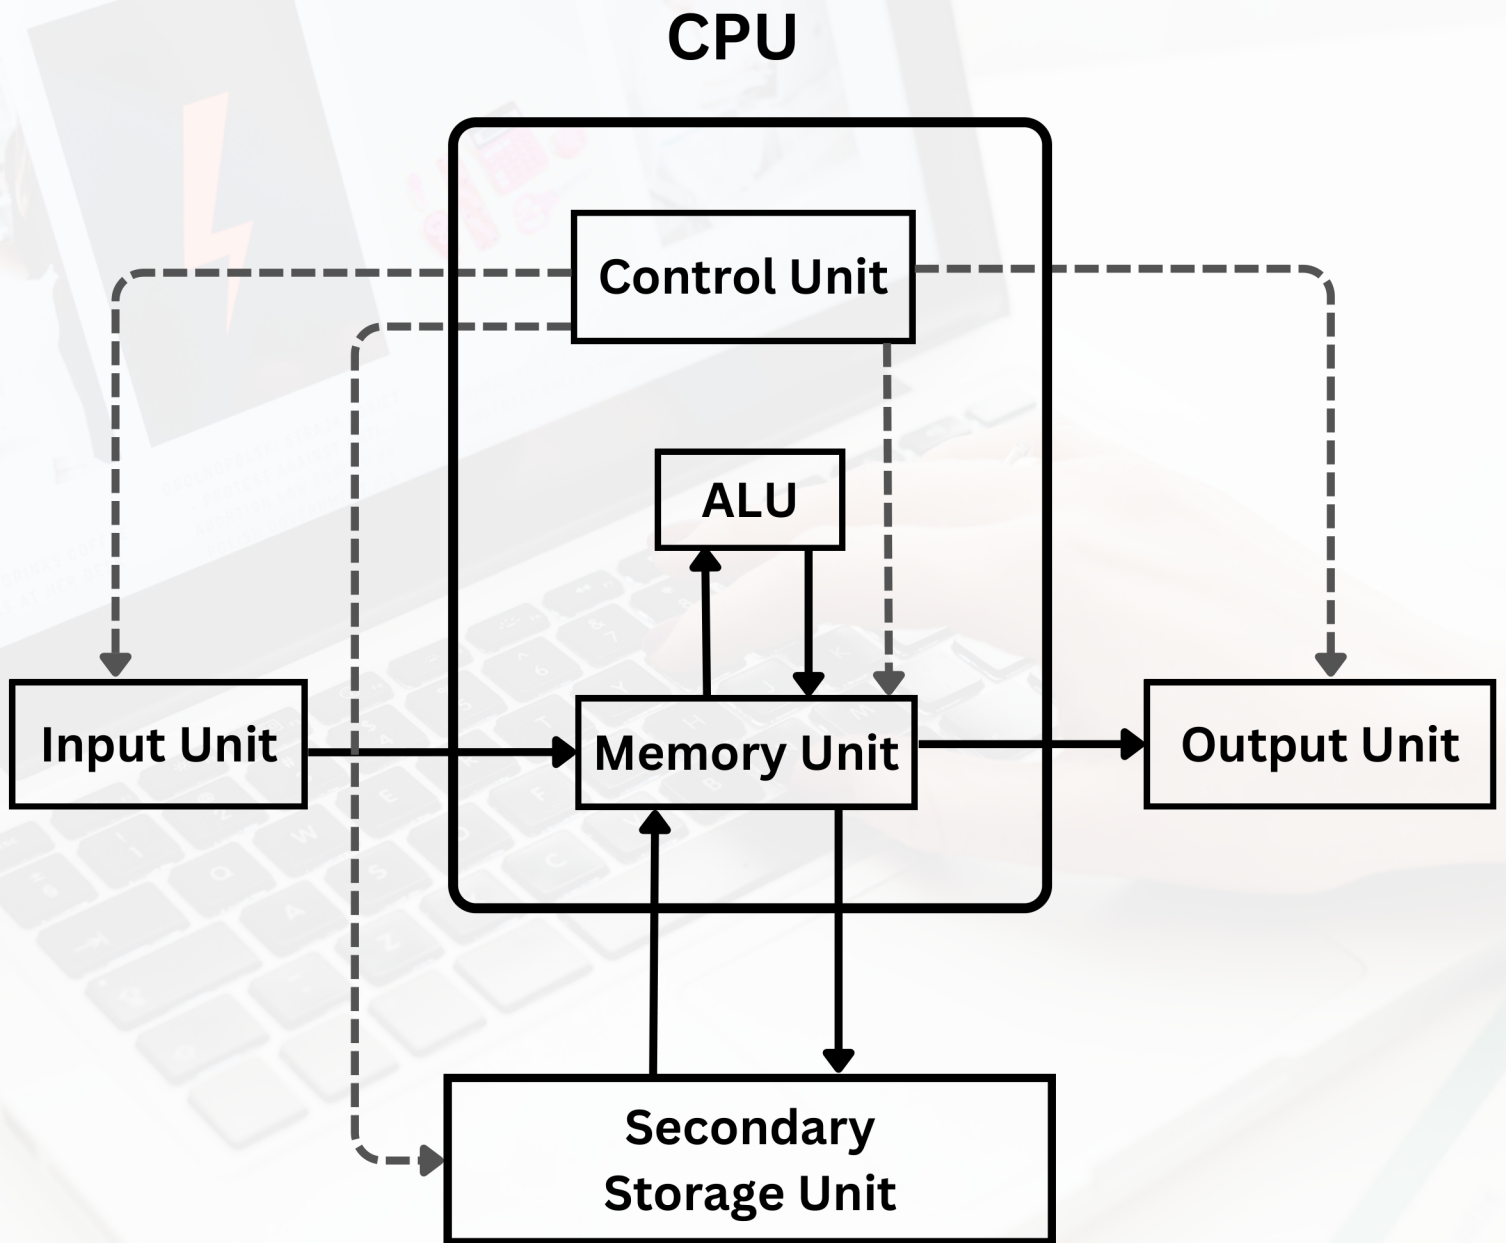 CPU
Control Unit
ALU
Input Unit
Memory Unit
Output Unit
Secondary
Storage Unit